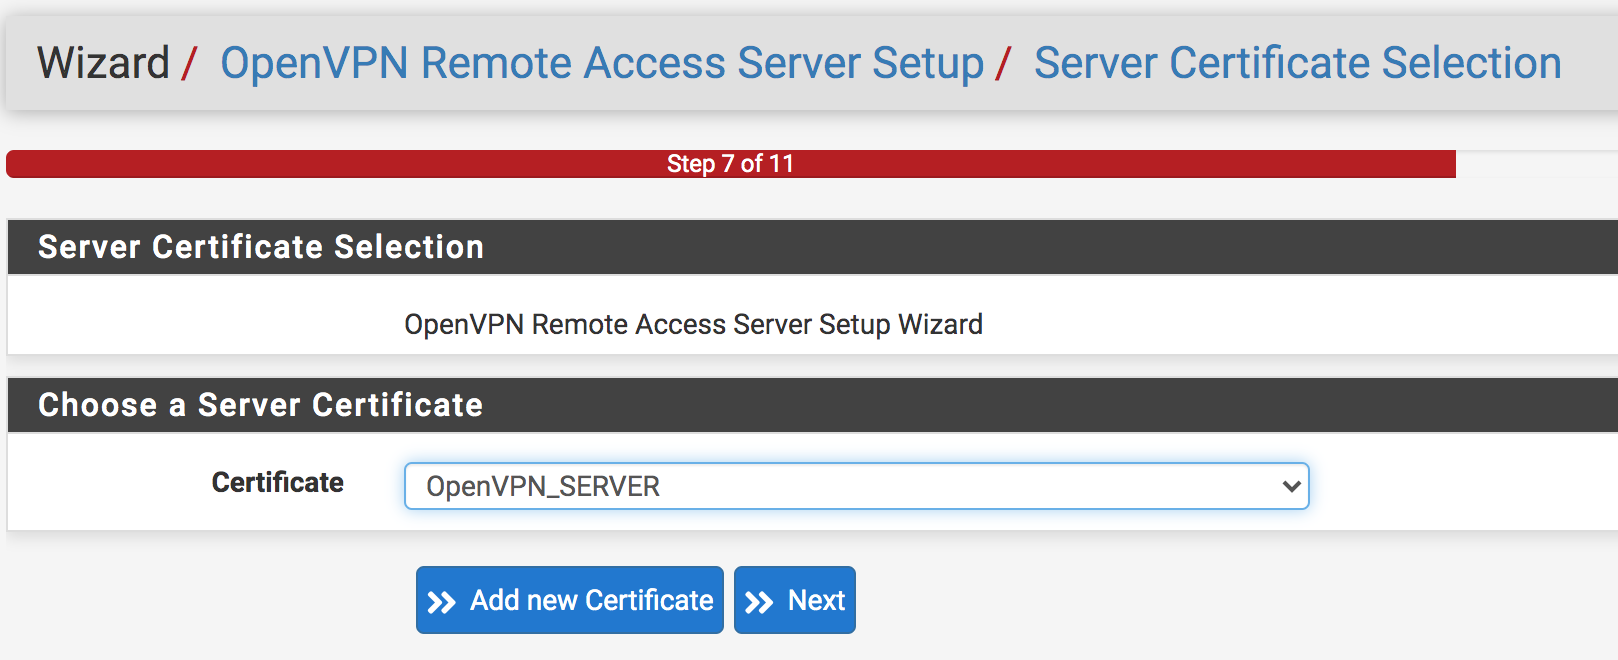 Wizard / OpenVPN Remote Access Server Setup / Server Certificate Selection
Step 7 of 11
Server Certificate Selection
OpenVPN Remote Access Server Setup Wizard
Choose a Server Certificate
Certificate OpenVPN_SERVER
Add new Certificate Next